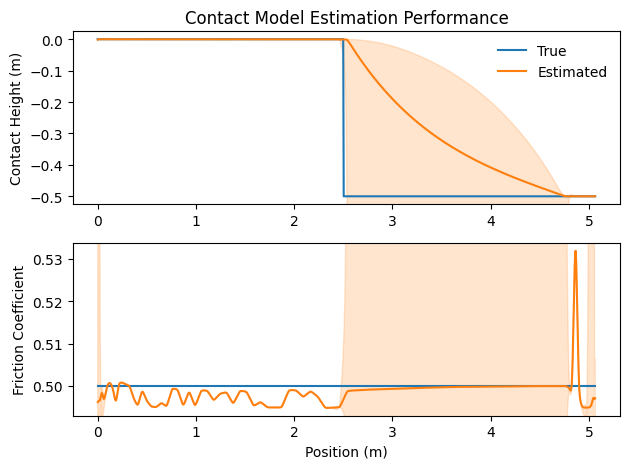 Contact Model Estimation Performance
Contact Height (m)
0.0
−0.1
−0.2
−0.3
−0.4
−0.5
True
Estimated
0 1 2 3 4 5
Friction Coefficient
0.53
0.52
0.51
0.50
0 1 2 3 4 5
Position (m)